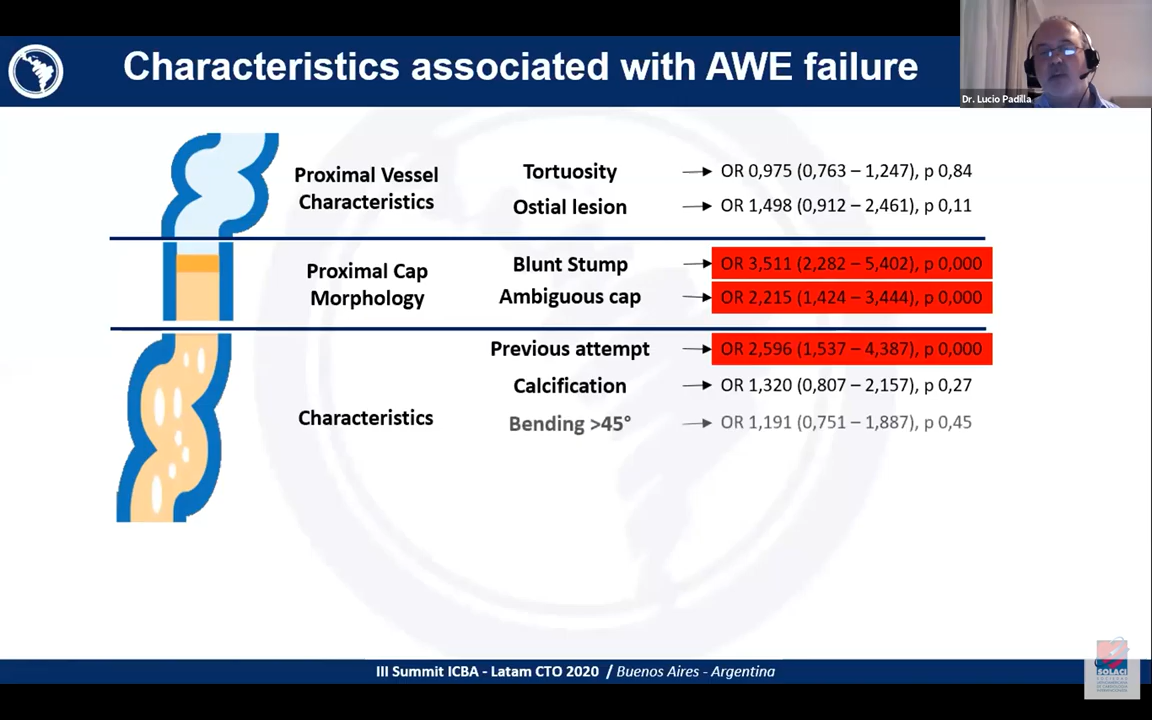 Characteristics associated with AWE failure
Dr. Lucio Padilla
Proximal Vessel
Characteristics
Tortuosity
OR 0,975 (0,763 – 1,247), p 0,84
Ostial lesion
OR 1,498 (0,912 – 2,461), p 0,11
Proximal Cap
Morphology
Blunt Stump
OR 3,511 (2,282 – 5,402), p 0,000
Ambiguous cap
OR 2,215 (1,424 – 3,444), p 0,000
Characteristics
Previous attempt
OR 2,596 (1,537 – 4,387), p 0,000
Calcification
OR 1,320 (0,807 – 2,157), p 0,27
Bending >45°
OR 1,191 (0,751 – 1,887), p 0,45
III Summit ICBA - Latam CTO 2020 / Buenos Aires - Argentina
SOLACI